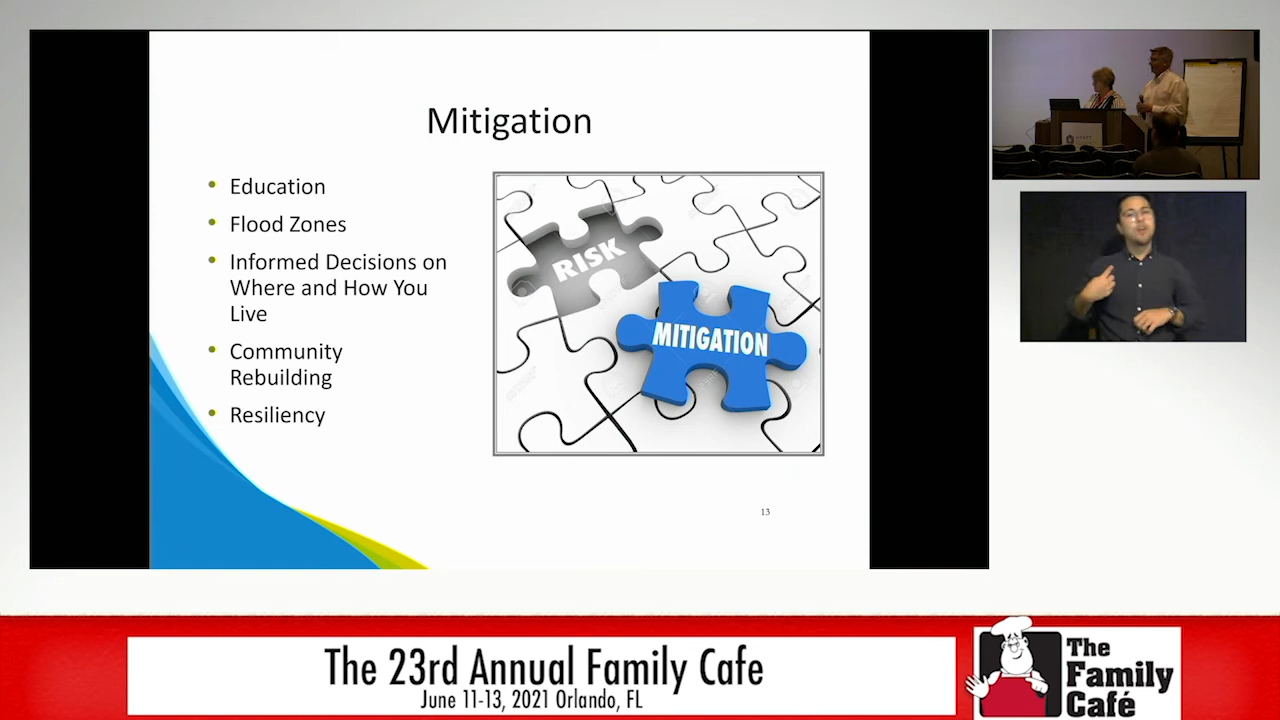 Mitigation
Education
Flood Zones
Informed Decisions on
Where and How You
Live
Community
Rebuilding
Resiliency
RISK
MITIGATION
13
The 23rd Annual Family Cafe
June 11-13, 2021 Orlando, FL
The
Family
Café